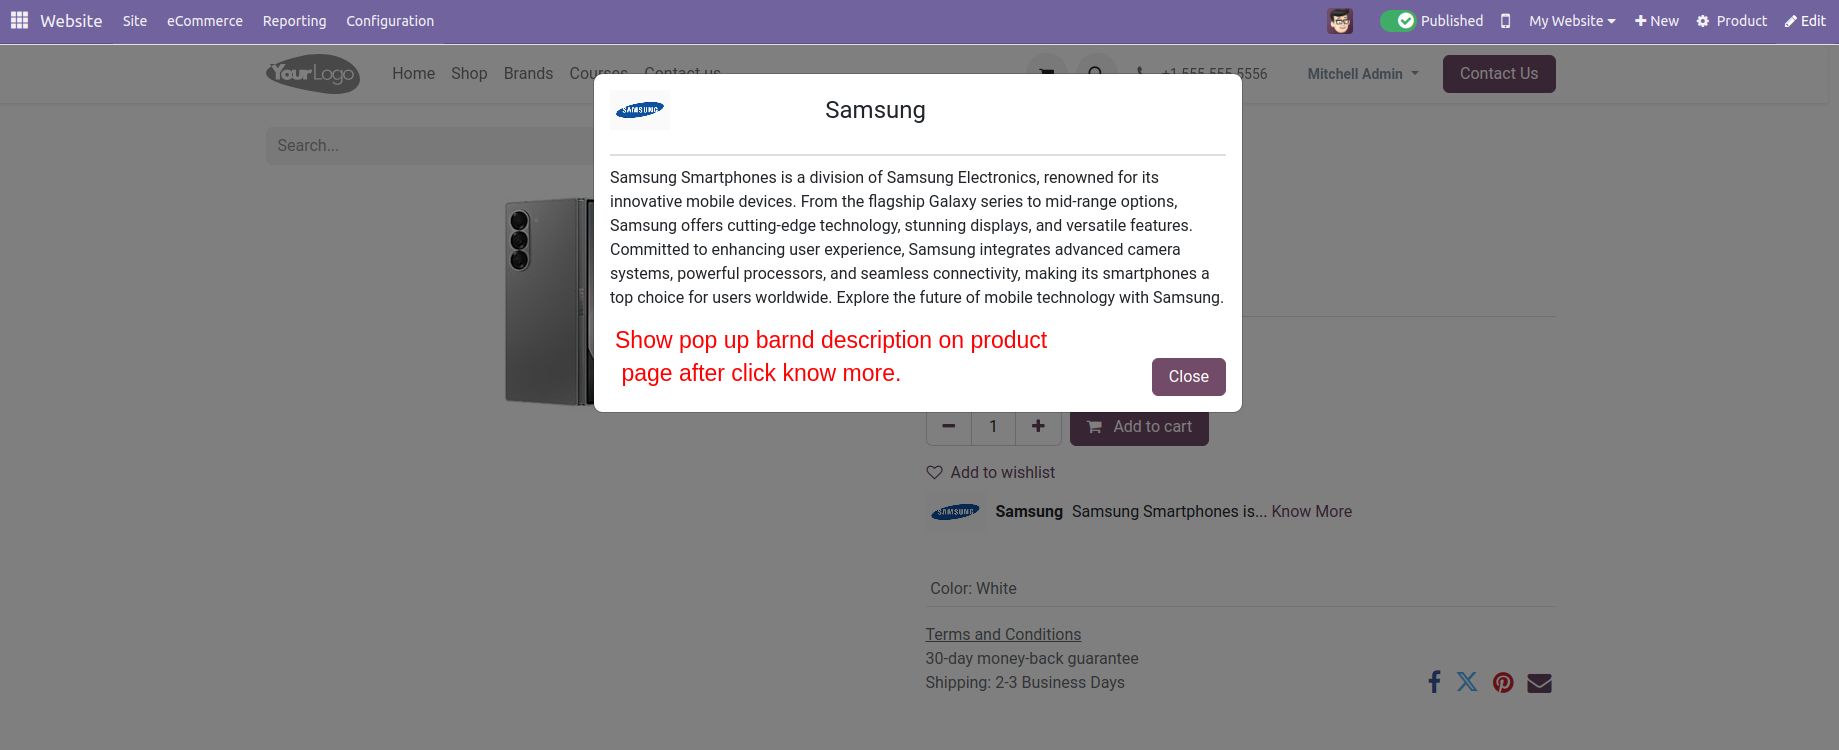 Website Site eCommerce Reporting Configuration Published My Website New Product Edit
YourLogo Home Shop Brands Courses Contact us +1 555-555-5556 Mitchell Admin Contact Us
SAMSUNG Samsung
Search...
Samsung Smartphones is a division of Samsung Electronics, renowned for its
innovative mobile devices. From the flagship Galaxy series to mid-range options,
Samsung offers cutting-edge technology, stunning displays, and versatile features.
Committed to enhancing user experience, Samsung integrates advanced camera
systems, powerful processors, and seamless connectivity, making its smartphones a
top choice for users worldwide. Explore the future of mobile technology with Samsung.
Show pop up barnd description on product
page after click know more.
Close
1 Add to cart
Add to wishlist
SAMSUNG Samsung Samsung Smartphones is... Know More
Color: White
Terms and Conditions
30-day money-back guarantee
Shipping: 2-3 Business Days